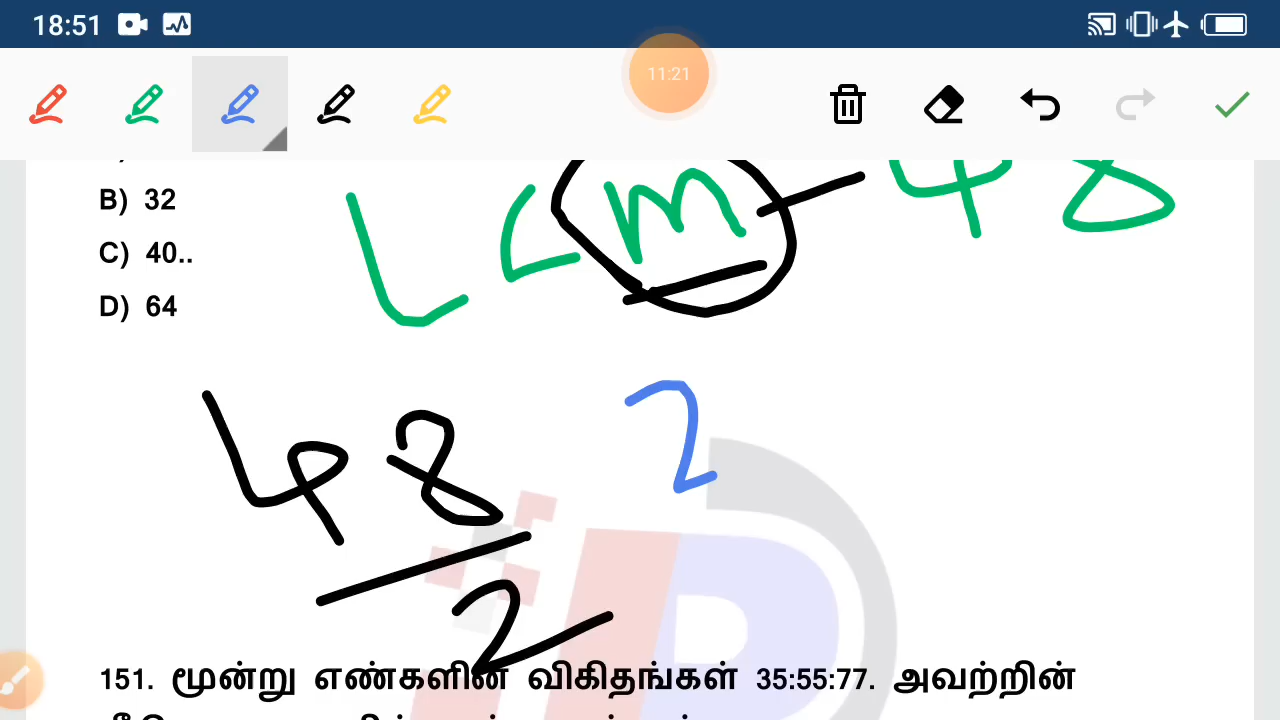 18:51
11:21
B) 32
LCM - 48
C) 40..
D) 64
48
2
2
151. மூன்று எண்களின் விகிதங்கள் 35:55:77. அவற்றின்